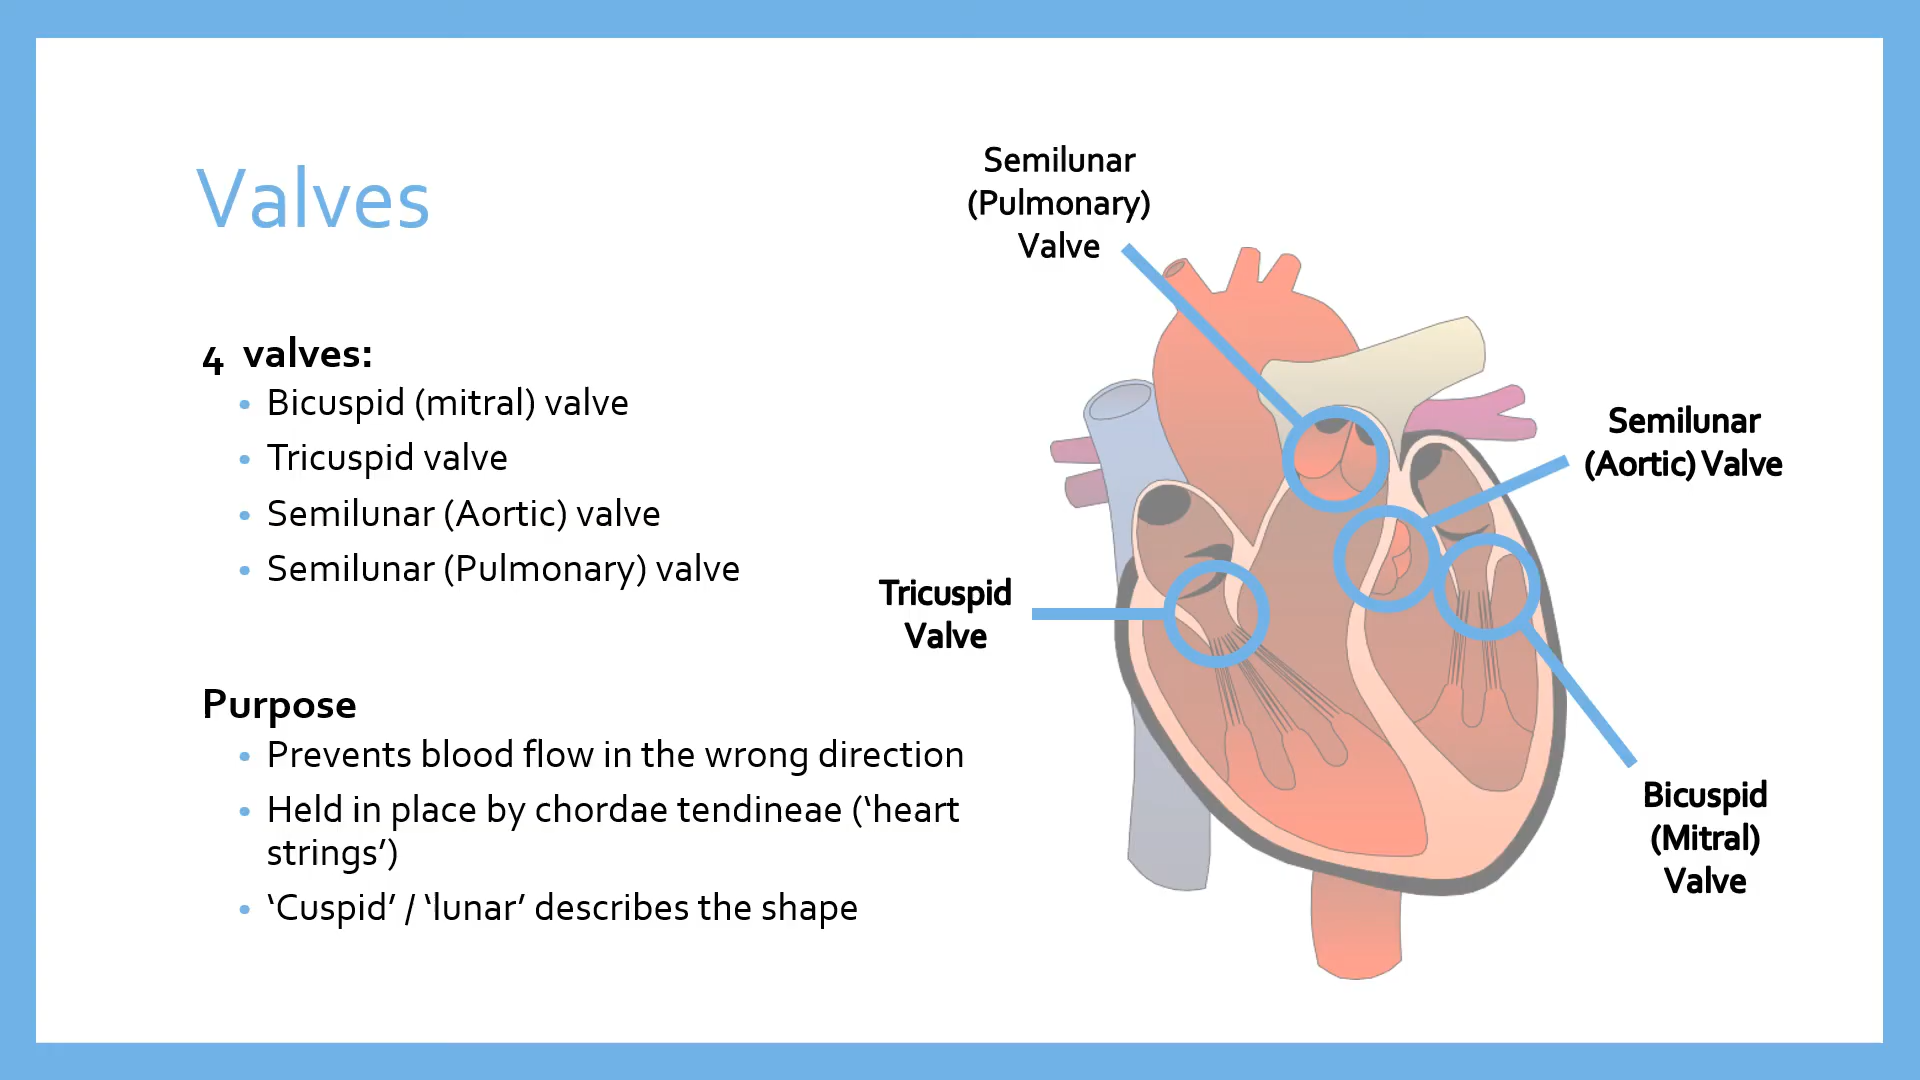 Valves
4 valves:
Bicuspid (mitral) valve
Tricuspid valve
Semilunar (Aortic) valve
Semilunar (Pulmonary) valve
Purpose
Prevents blood flow in the wrong direction
Held in place by chordae tendineae (‘heart
strings’)
‘Cuspid’ / ‘lunar’ describes the shape
Semilunar
(Pulmonary)
Valve
Semilunar
(Aortic) Valve
Tricuspid
Valve
Bicuspid
(Mitral)
Valve